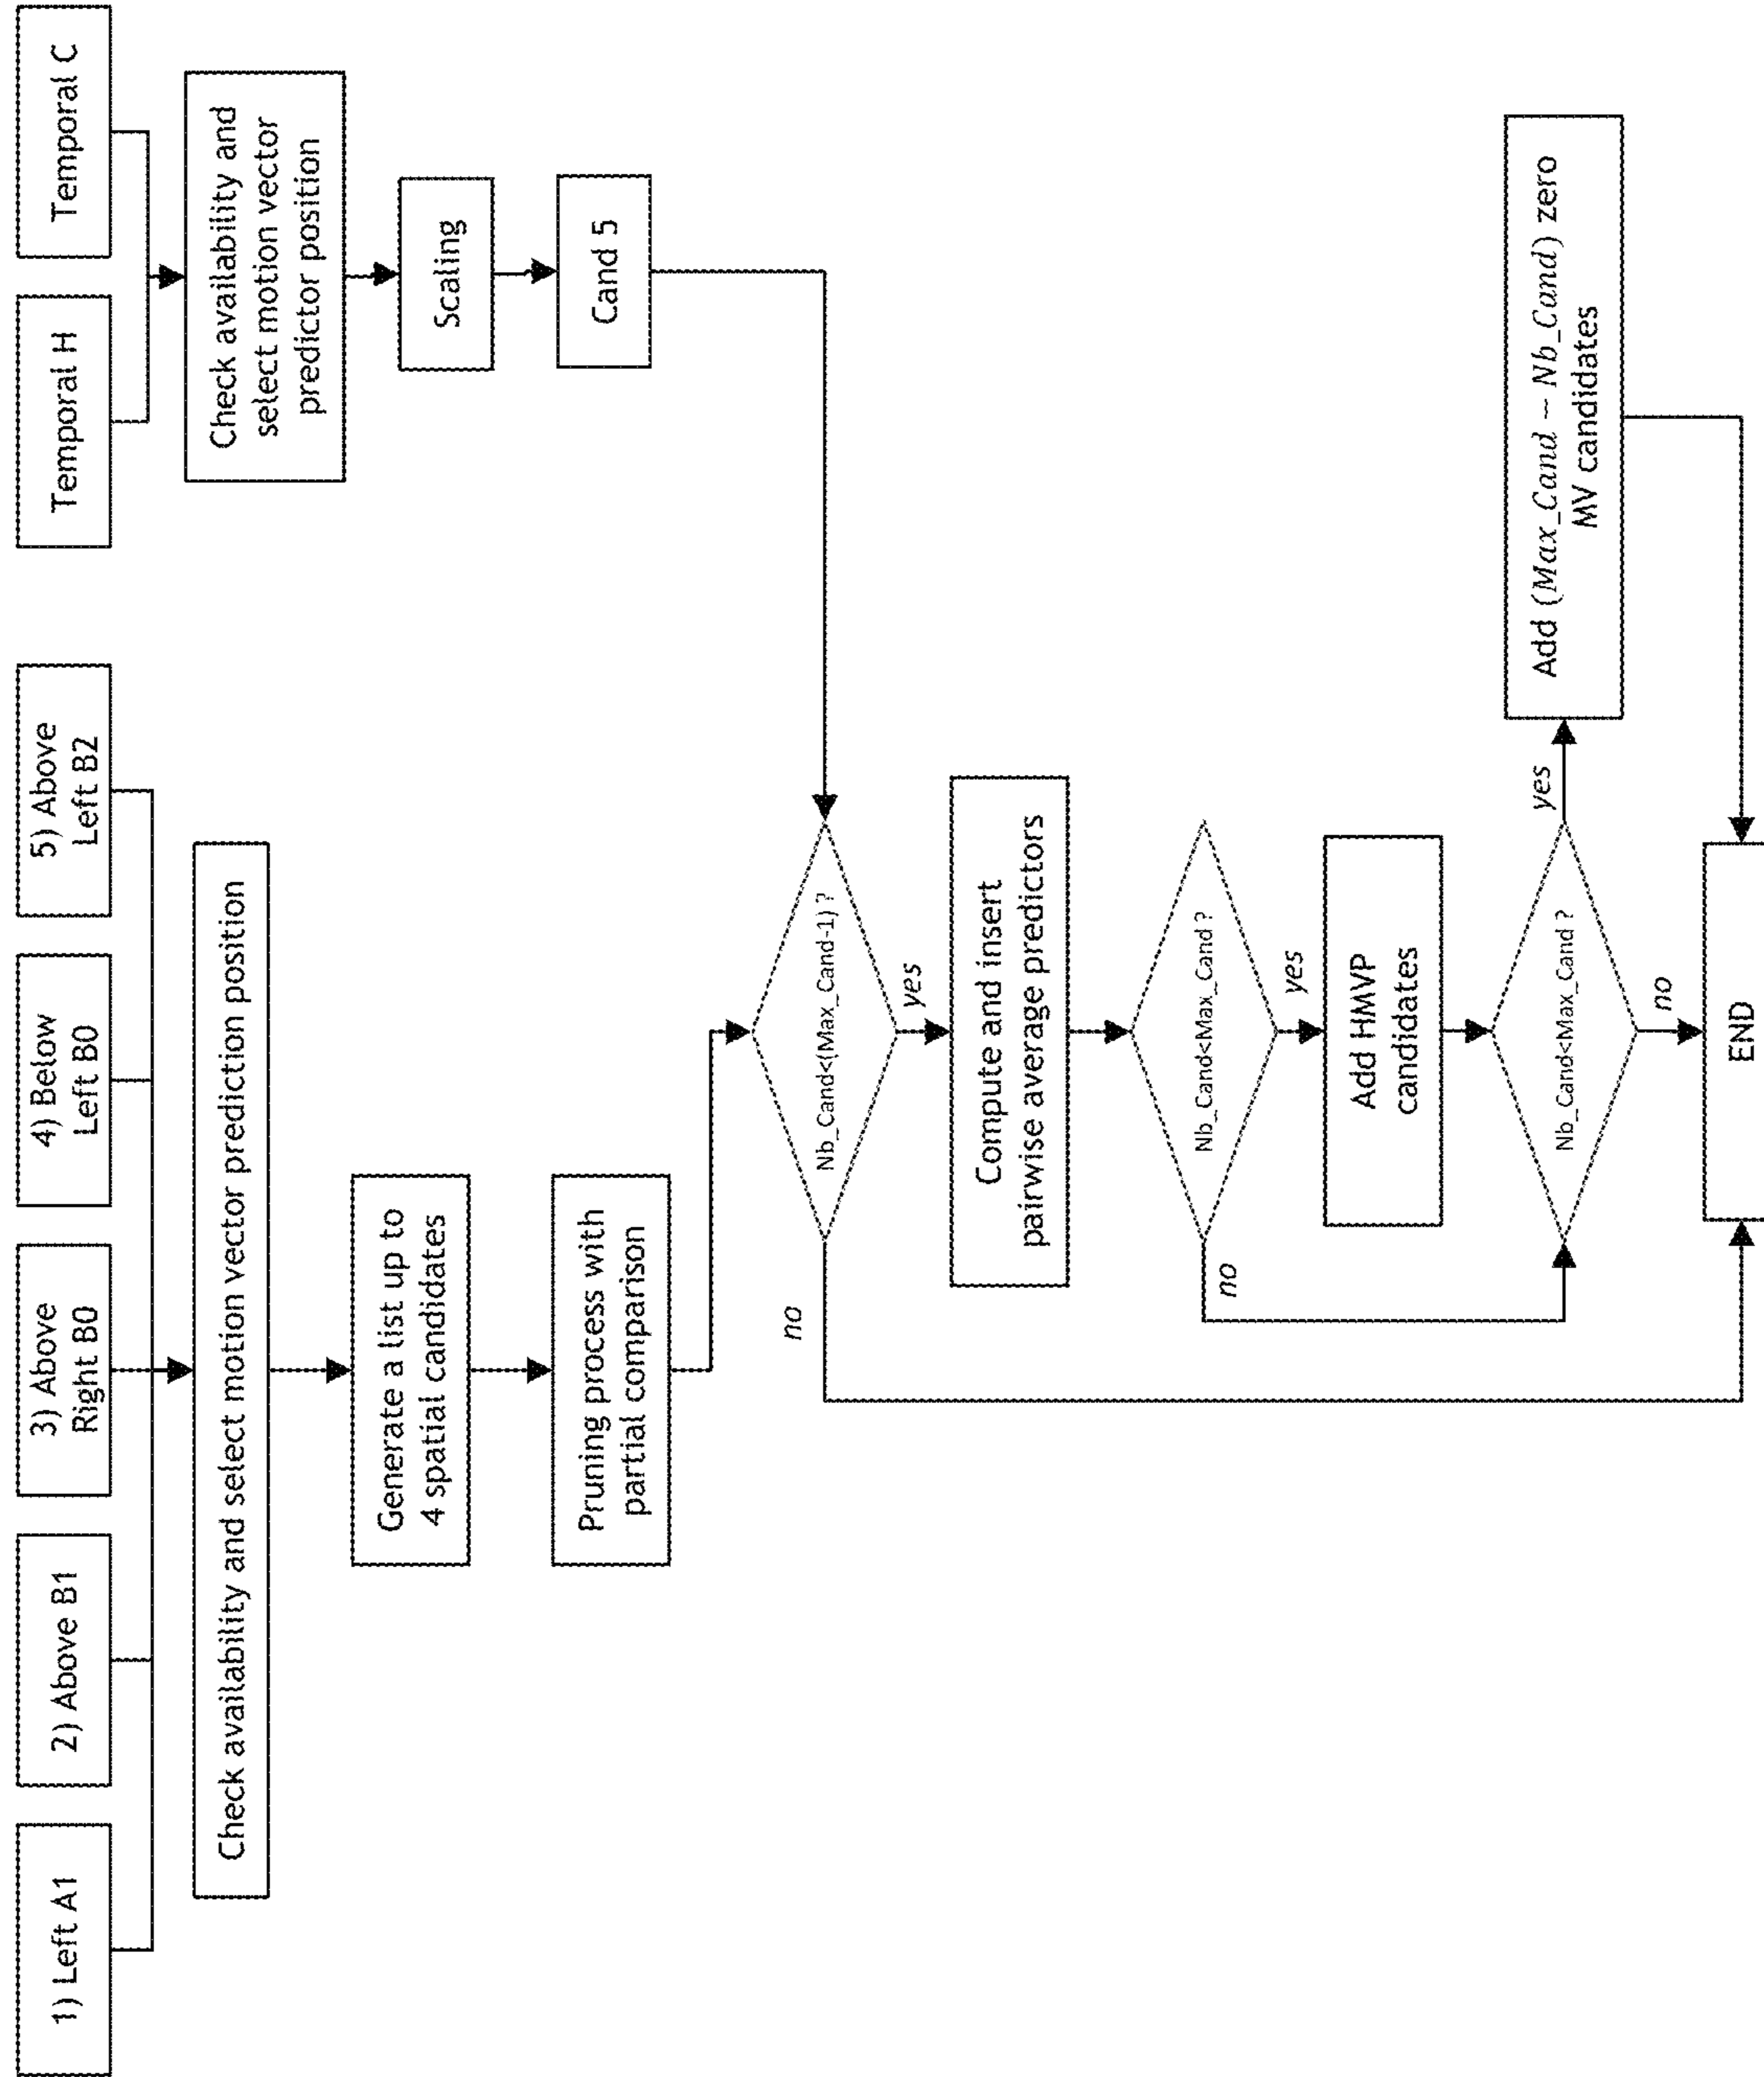 1) Left A1
2) Above B1
3) Above
Right B0
4) Below
Left B0
5) Above
Left B2
Temporal H
Temporal C
Check availability and select motion vector prediction position
Check availability and
select motion vector
predictor position
Generate a list up to
4 spatial candidates
Scaling
Pruning process with
partial comparison
Cand 5
Nb_Cand<(Max_Cand-1) ?
no
yes
Compute and insert
pairwise average predictors
Nb_Cand<Max_Cand ?
no
yes
Add HMVP
candidates
Nb_Cand<Max_Cand ?
yes
no
Add (Max_Cand − Nb_Cand) zero
MV candidates
END